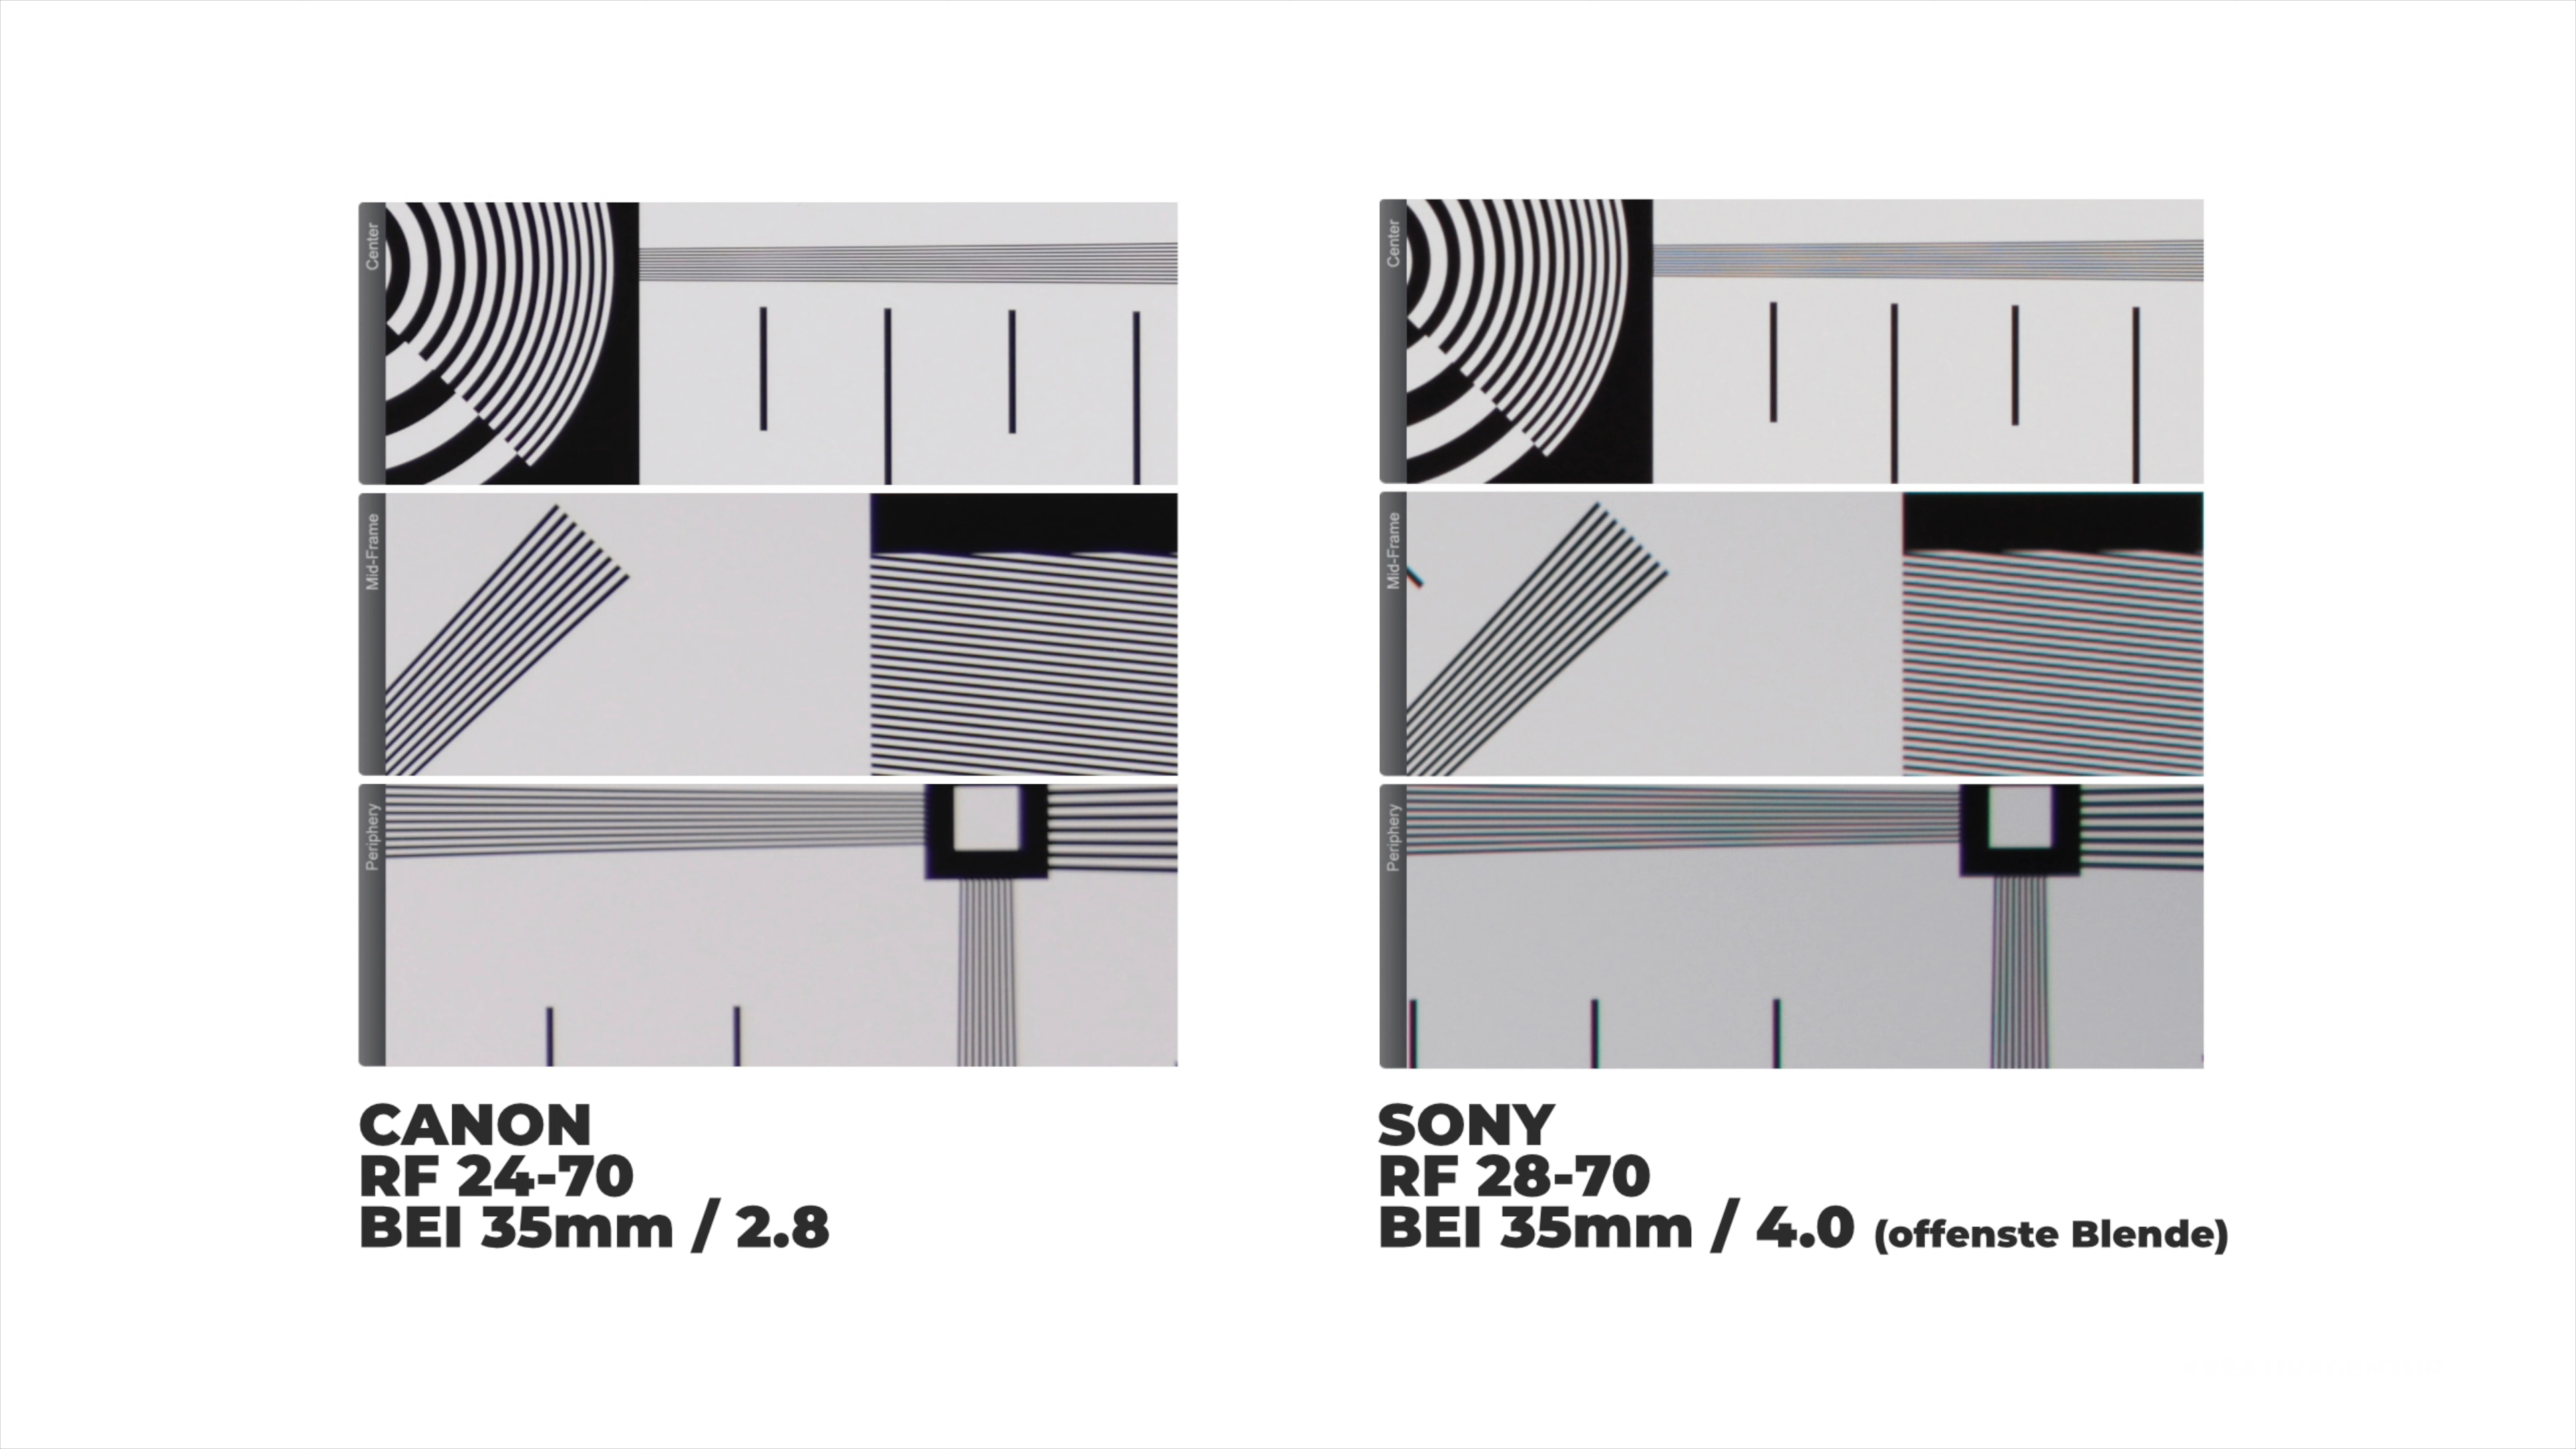 Center
Mid-Frame
Periphery
CANON
RF 24-70
BEI 35mm / 2.8
Center
Mid-Frame
Periphery
SONY
RF 28-70
BEI 35mm / 4.0 (offenste Blende)